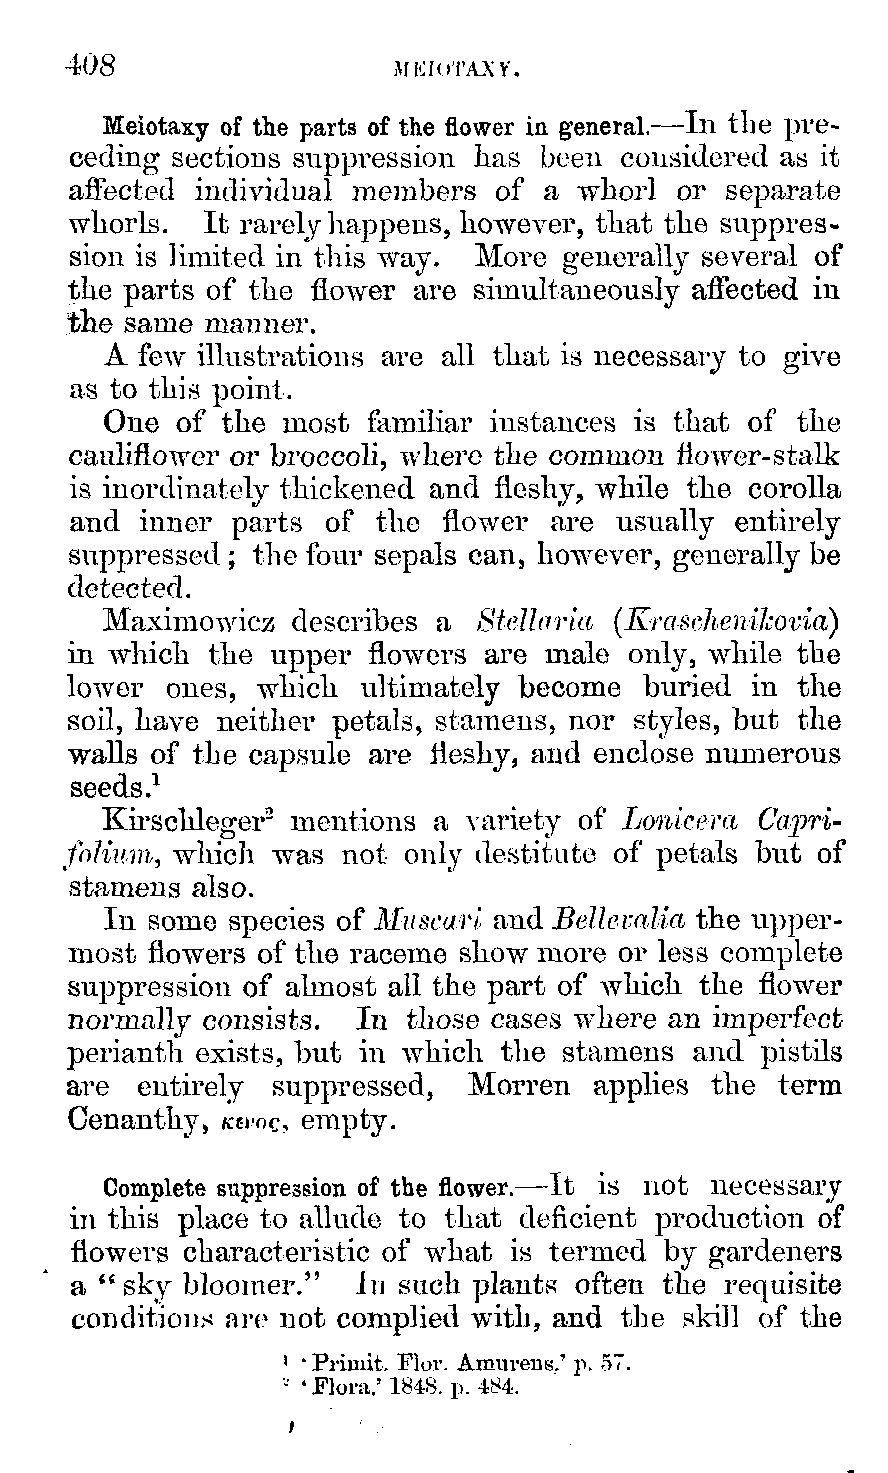 408 MEIOTAXY.
Meiotaxy of the parts of the flower in general.—In the pre-
ceding sections suppression has been considered as it
affected individual members of a whorl or separate
whorls. It rarely happens, however, that the suppres-
sion is limited in this way. More generally several of
the parts of the flower are simultaneously affected in
the same manner.
A few illustrations are all that is necessary to give
as to this point.
One of the most familiar instances is that of the
cauliflower or broccoli, where the common flower-stalk
is inordinately thickened and fleshy, while the corolla
and inner parts of the flower are usually entirely
suppressed; the four sepals can, however, generally be
detected.
Maximowicz describes a Stellaria (Kraschenikovia)
in which the upper flowers are male only, while the
lower ones, which ultimately become buried in the
soil, have neither petals, stamens, nor styles, but the
walls of the capsule are fleshy, and enclose numerous
seeds.¹
Kirschleger² mentions a variety of Lonicera Capri-
folium, which was not only destitute of petals but of
stamens also.
In some species of Muscari and Bellevalia the upper-
most flowers of the raceme show more or less complete
suppression of almost all the part of which the flower
normally consists. In those cases where an imperfect
perianth exists, but in which the stamens and pistils
are entirely suppressed, Morren applies the term
Cenanthy, κενος, empty.
Complete suppression of the flower.—It is not necessary
in this place to allude to that deficient production of
flowers characteristic of what is termed by gardeners
a “sky bloomer.” In such plants often the requisite
conditions are not complied with, and the skill of the
¹ ‘Primit. Flor. Amurens,’ p. 57.
² ‘Flora,’ 1848. p. 484.